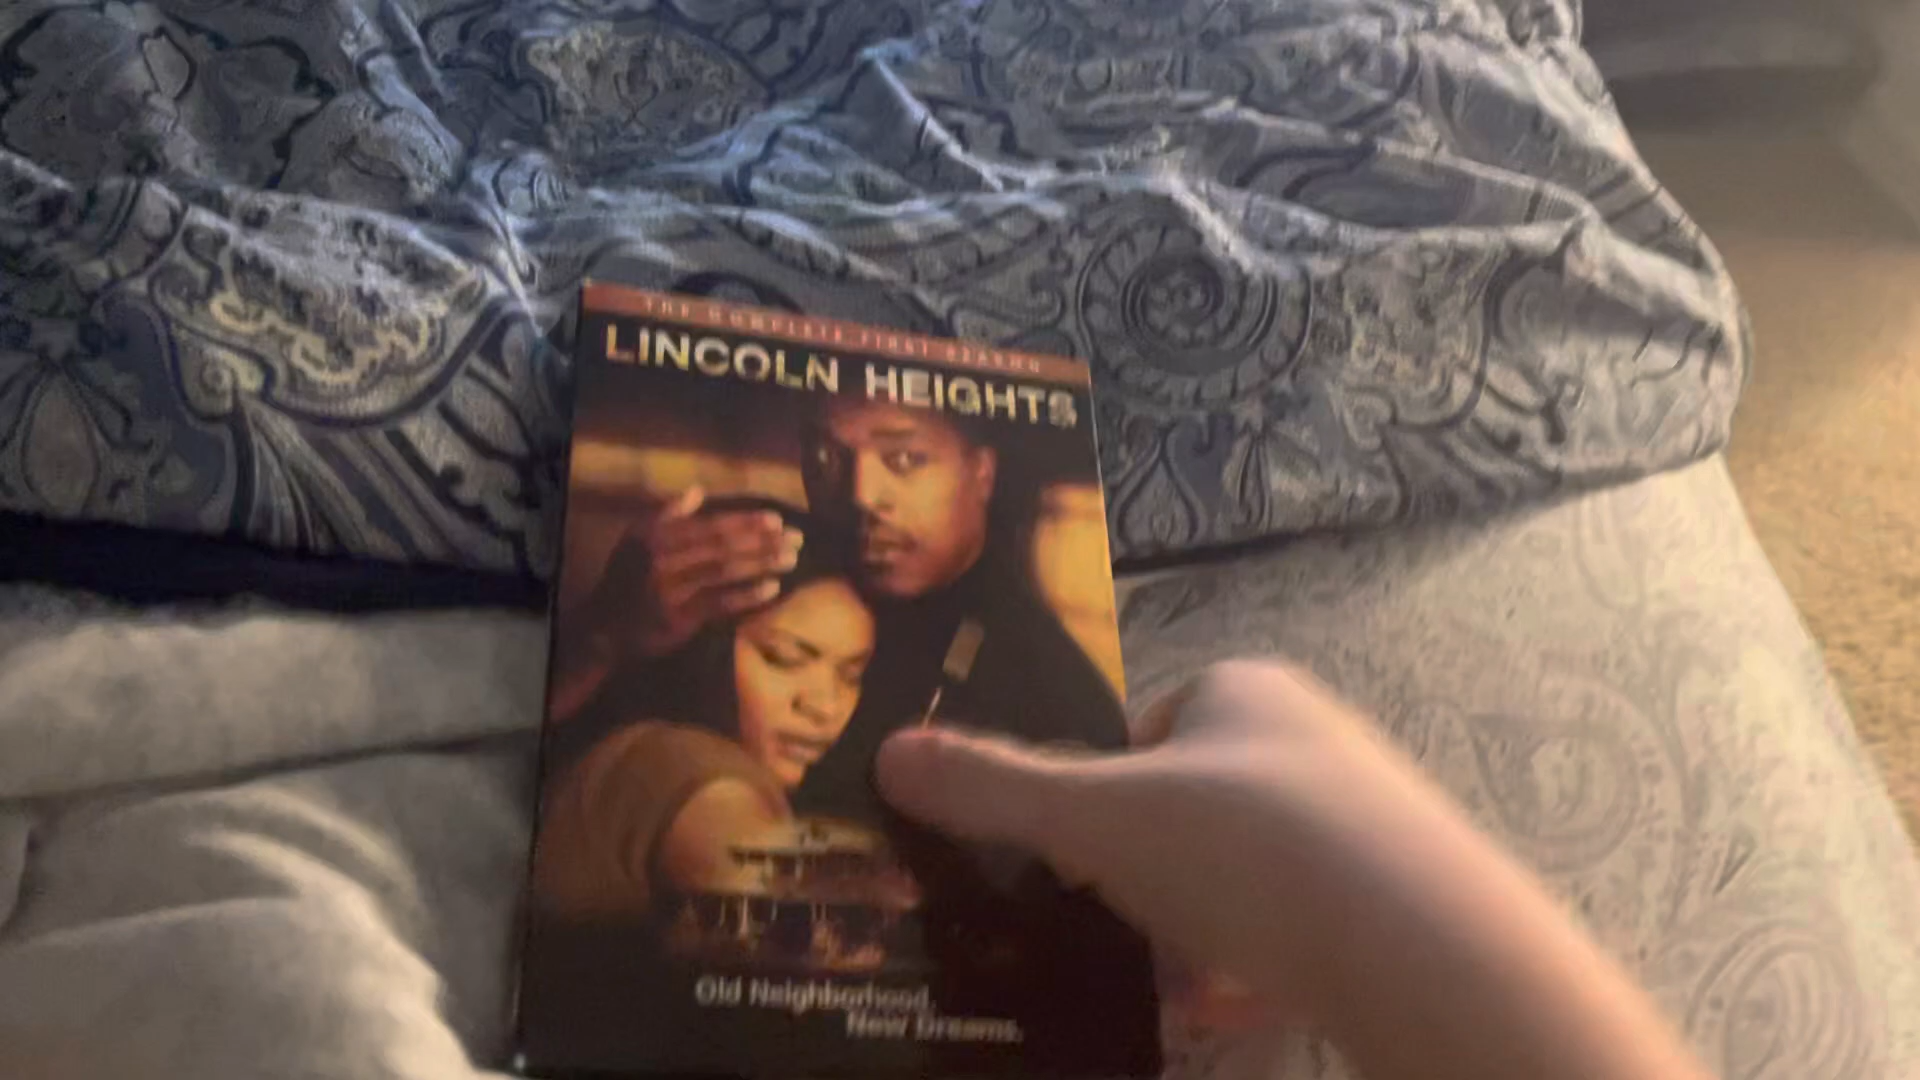 THE COMPLETE FIRST SEASON
LINCOLN HEIGHTS
Old Neighborhood.
New Dreams.